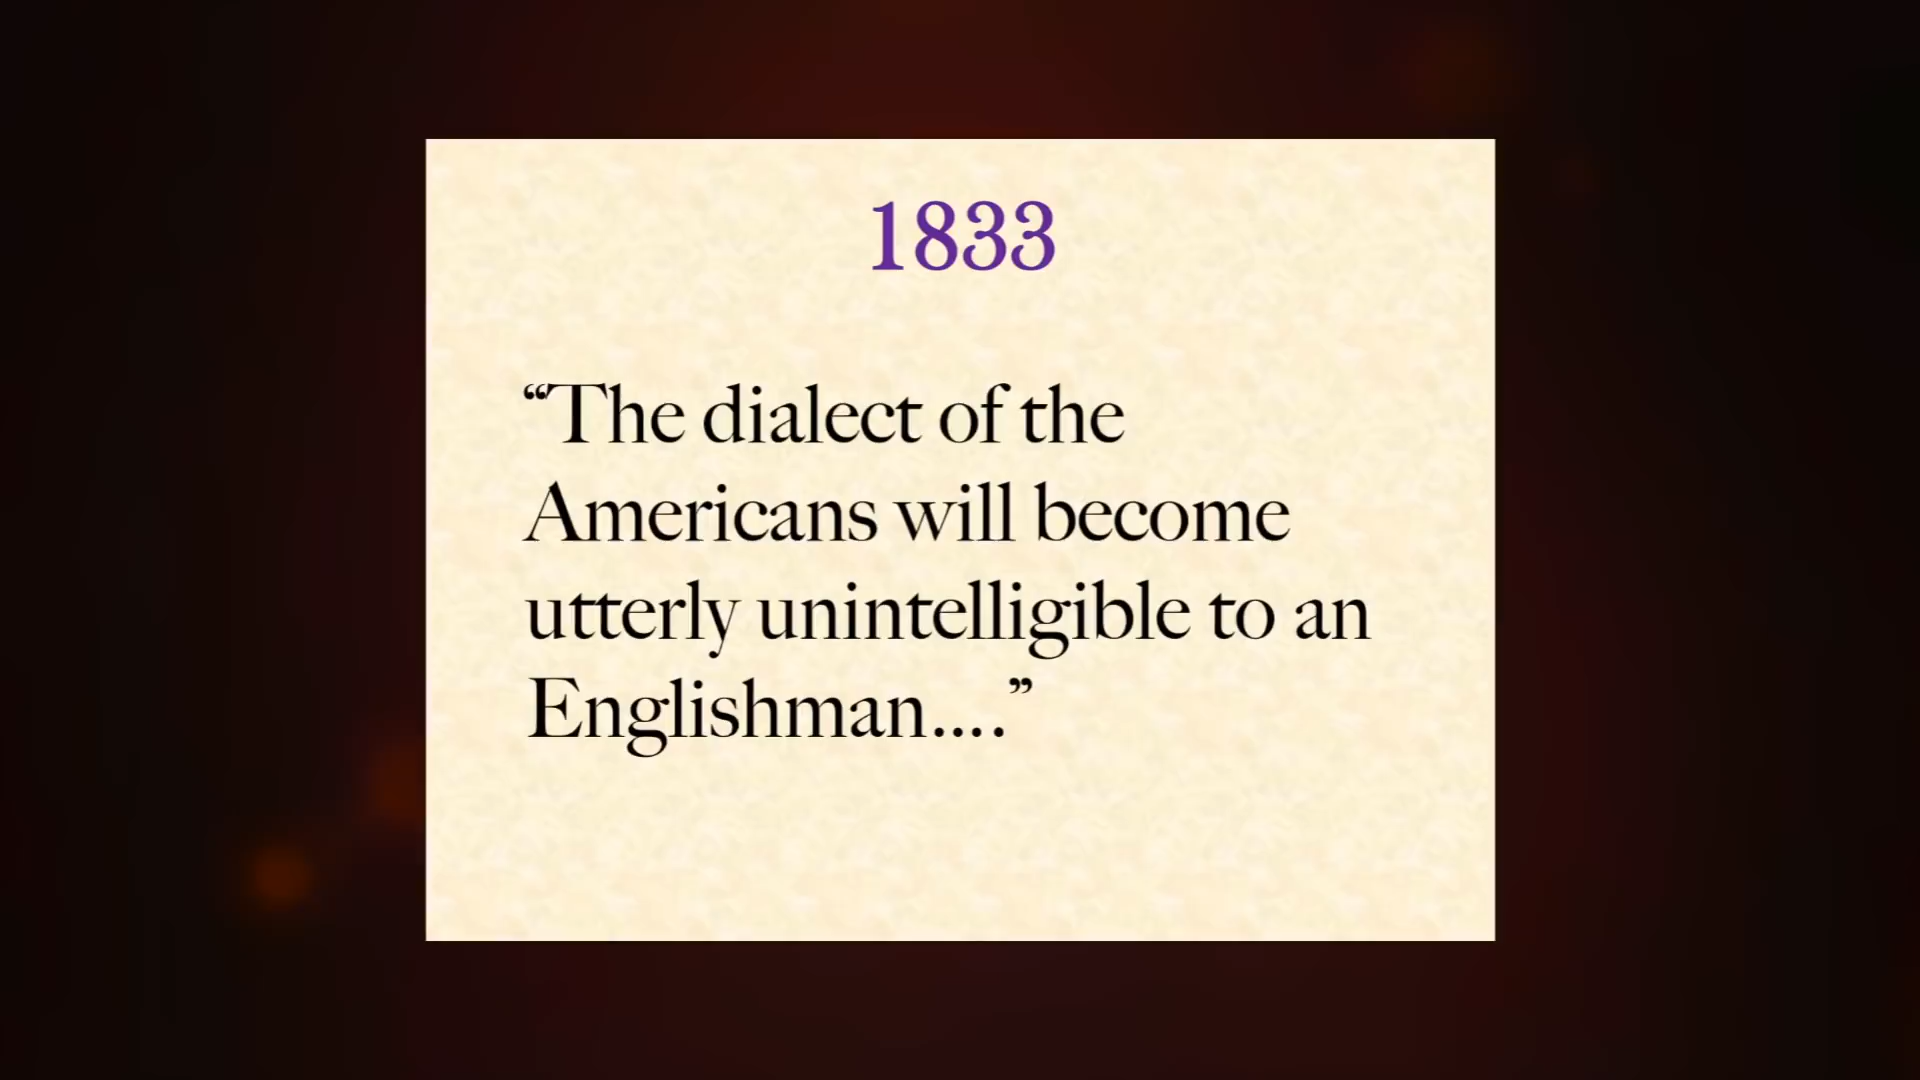 1833
“The dialect of the
Americans will become
utterly unintelligible to an
Englishman....”